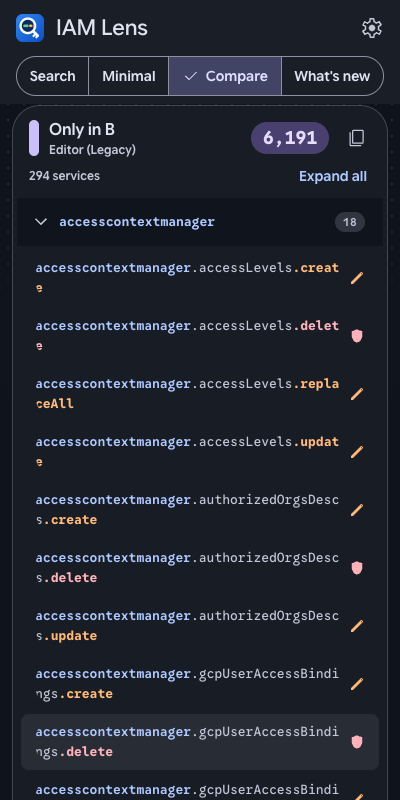 IAM Lens
Search
Minimal
Compare
What's new
Only in B
Editor (Legacy)
6,191
294 services
Expand all
accesscontextmanager
18
accesscontextmanager.accessLevels.creat
e
accesscontextmanager.accessLevels.delet
e
accesscontextmanager.accessLevels.repla
ceAll
accesscontextmanager.accessLevels.updat
e
accesscontextmanager.authorizedOrgsDesc
s.create
accesscontextmanager.authorizedOrgsDesc
s.delete
accesscontextmanager.authorizedOrgsDesc
s.update
accesscontextmanager.gcpUserAccessBindi
ngs.create
accesscontextmanager.gcpUserAccessBindi
ngs.delete
accesscontextmanager.gcpUserAccessBindi